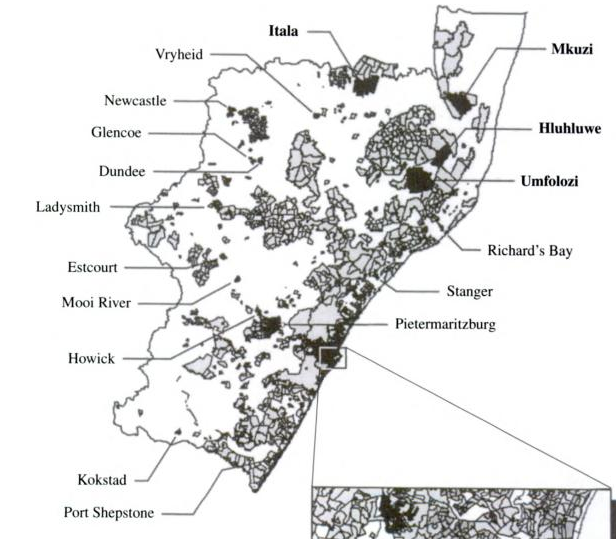 Itala
Vryheid
Mkuzi
Newcastle
Hluhluwe
Glencoe
Dundee
Umfolozi
Ladysmith
Richard's Bay
Estcourt
Stanger
Mooi River
Pietermaritzburg
Howick
Kokstad
Port Shepstone